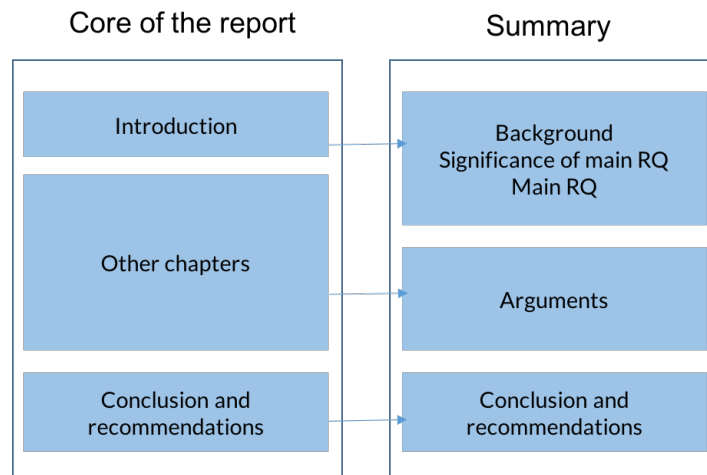 Core of the report
Introduction
Other chapters
Conclusion and
recommendations
Summary
Background
Significance of main RQ
Main RQ
Arguments
Conclusion and
recommendations